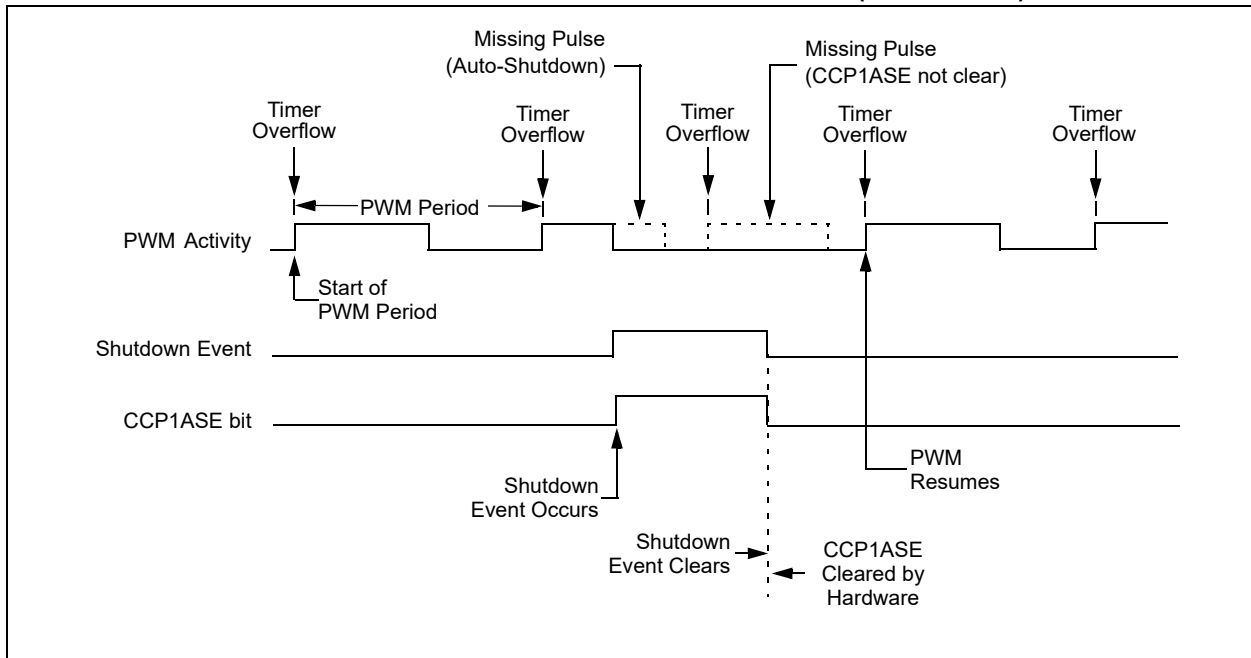 Missing Pulse
(Auto-Shutdown)
Missing Pulse
(CCP1ASE not clear)
Timer
Overflow
Timer
Overflow
Timer
Overflow
Timer
Overflow
Timer
Overflow
PWM Period
PWM Activity
Start of
PWM Period
Shutdown Event
CCP1ASE bit
PWM
Resumes
Shutdown
Event Occurs
Shutdown
Event Clears
CCP1ASE
Cleared by
Hardware